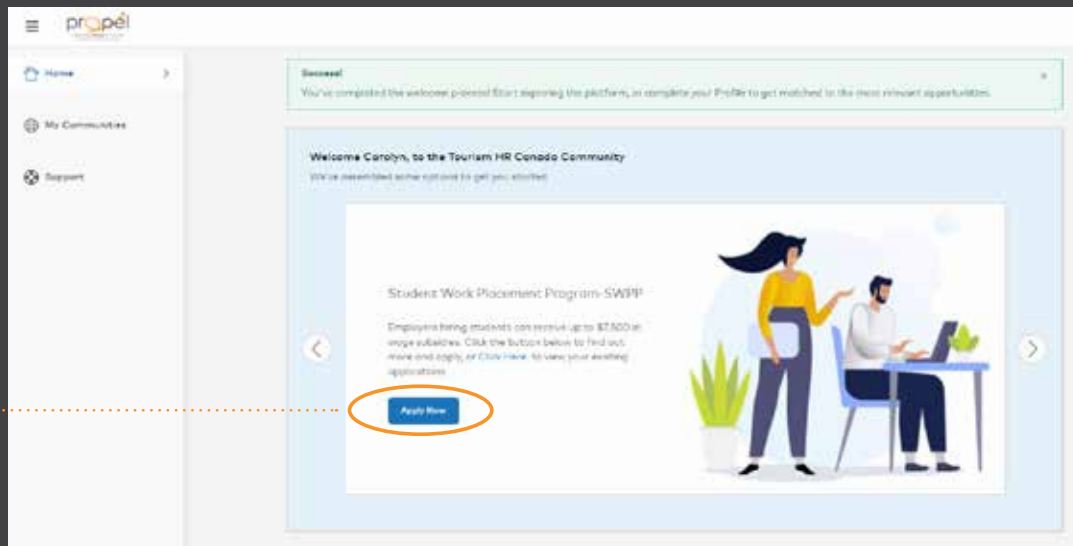 propel
Home
My Communities
Support
Success!
You've completed the welcome process! Start exploring the platform, or complete your Profile to get matched to the most relevant opportunities.
Welcome Carolyn, to the Tourism HR Canada Community
We've assembled some options to get you started
Student Work Placement Program-SWPP
Employers hiring students can receive up to $7,500 in
wage subsidies. Click the button below to find out
more and apply, or Click Here to view your existing
applications
Apply Now